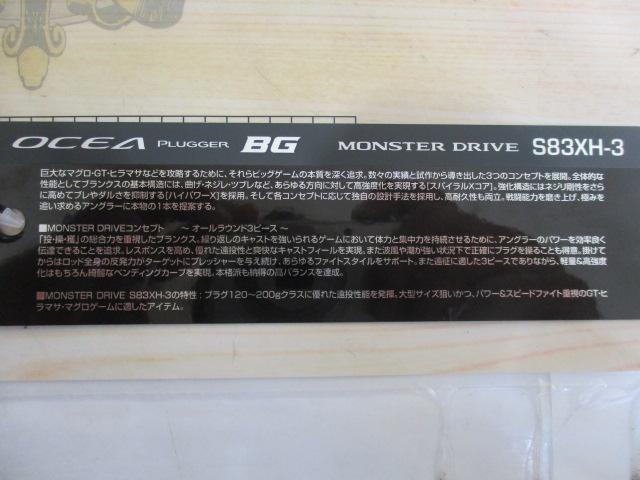 OCEA PLUGGER BG MONSTER DRIVE S83XH-3
巨大なマグロ・GT・ヒラマサなどを攻略するために、それらビッグゲームの本質を深く追求。数々の実績と試作から導き出した3つのコンセプトを展開。全体的な
性能としてブランクスの基本構造には、曲げ・ネジレ・ツブレなど、あらゆる方向に対して高強度化を実現する[スパイラルXコア]。強化構造にはネジリ剛性をさら
に高めてブレやダルさを抑制する[ハイパワーX]を採用。そして各コンセプトに応じて独自の設計手法を採用し、高耐久性も両立。戦闘能力を磨き上げ、極みを
追い求めるアングラーに本物の1本を提案する。
■MONSTER DRIVEコンセプト 〜オールラウンド3ピース〜
「投・操・獲」の総合力を重視したブランクス。繰り返しのキャストを強いられるゲームにおいて体力と集中力を持続させるために、アングラーのパワーを効率良く
伝達できることを追求。レスポンスを高め、優れた遠投性と爽快なキャストフィールを実現。また波風や潮が強い状況下で正確にプラグを操ることも得意。掛けて
からはロッド全身の反発力がターゲットにプレッシャーを与え続け、あらゆるファイトスタイルをサポート。また遠征に適した3ピースでありながら、軽量&高強度
化はもちろん綺麗なベンディングカーブを実現。本格派も納得の高バランスを達成。
■MONSTER DRIVE S83XH-3の特性：プラグ120〜200gクラスに優れた遠投性能を発揮。大型サイズ狙いかつ、パワー&スピードファイト重視のGT・ヒ
ラマサ・マグロゲームに適したアイテム。